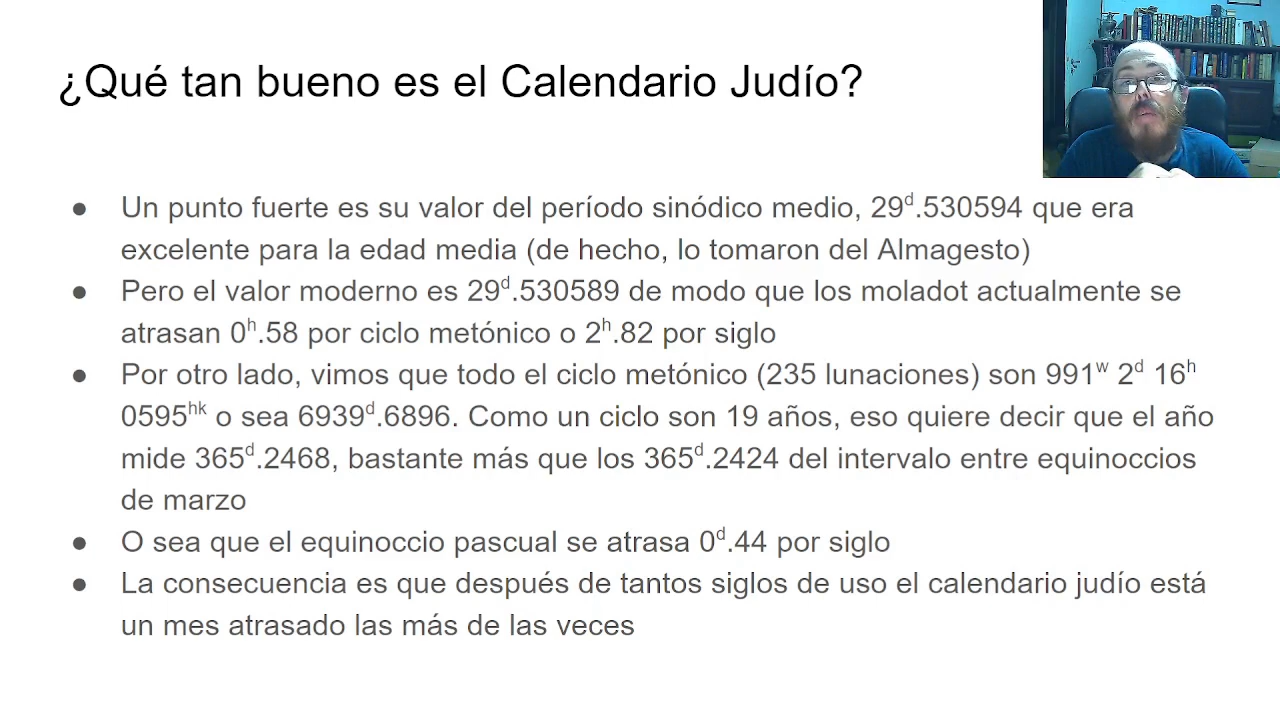 ¿Qué tan bueno es el Calendario Judío?
● Un punto fuerte es su valor del período sinódico medio, 29ᵈ.530594 que era
excelente para la edad media (de hecho, lo tomaron del Almagesto)
● Pero el valor moderno es 29ᵈ.530589 de modo que los moladot actualmente se
atrasan 0ʰ.58 por ciclo metónico o 2ʰ.82 por siglo
● Por otro lado, vimos que todo el ciclo metónico (235 lunaciones) son 991ʷ 2ᵈ 16ʰ
0595ʰᵏ o sea 6939ᵈ.6896. Como un ciclo son 19 años, eso quiere decir que el año
mide 365ᵈ.2468, bastante más que los 365ᵈ.2424 del intervalo entre equinoccios
de marzo
● O sea que el equinoccio pascual se atrasa 0ᵈ.44 por siglo
● La consecuencia es que después de tantos siglos de uso el calendario judío está
un mes atrasado las más de las veces